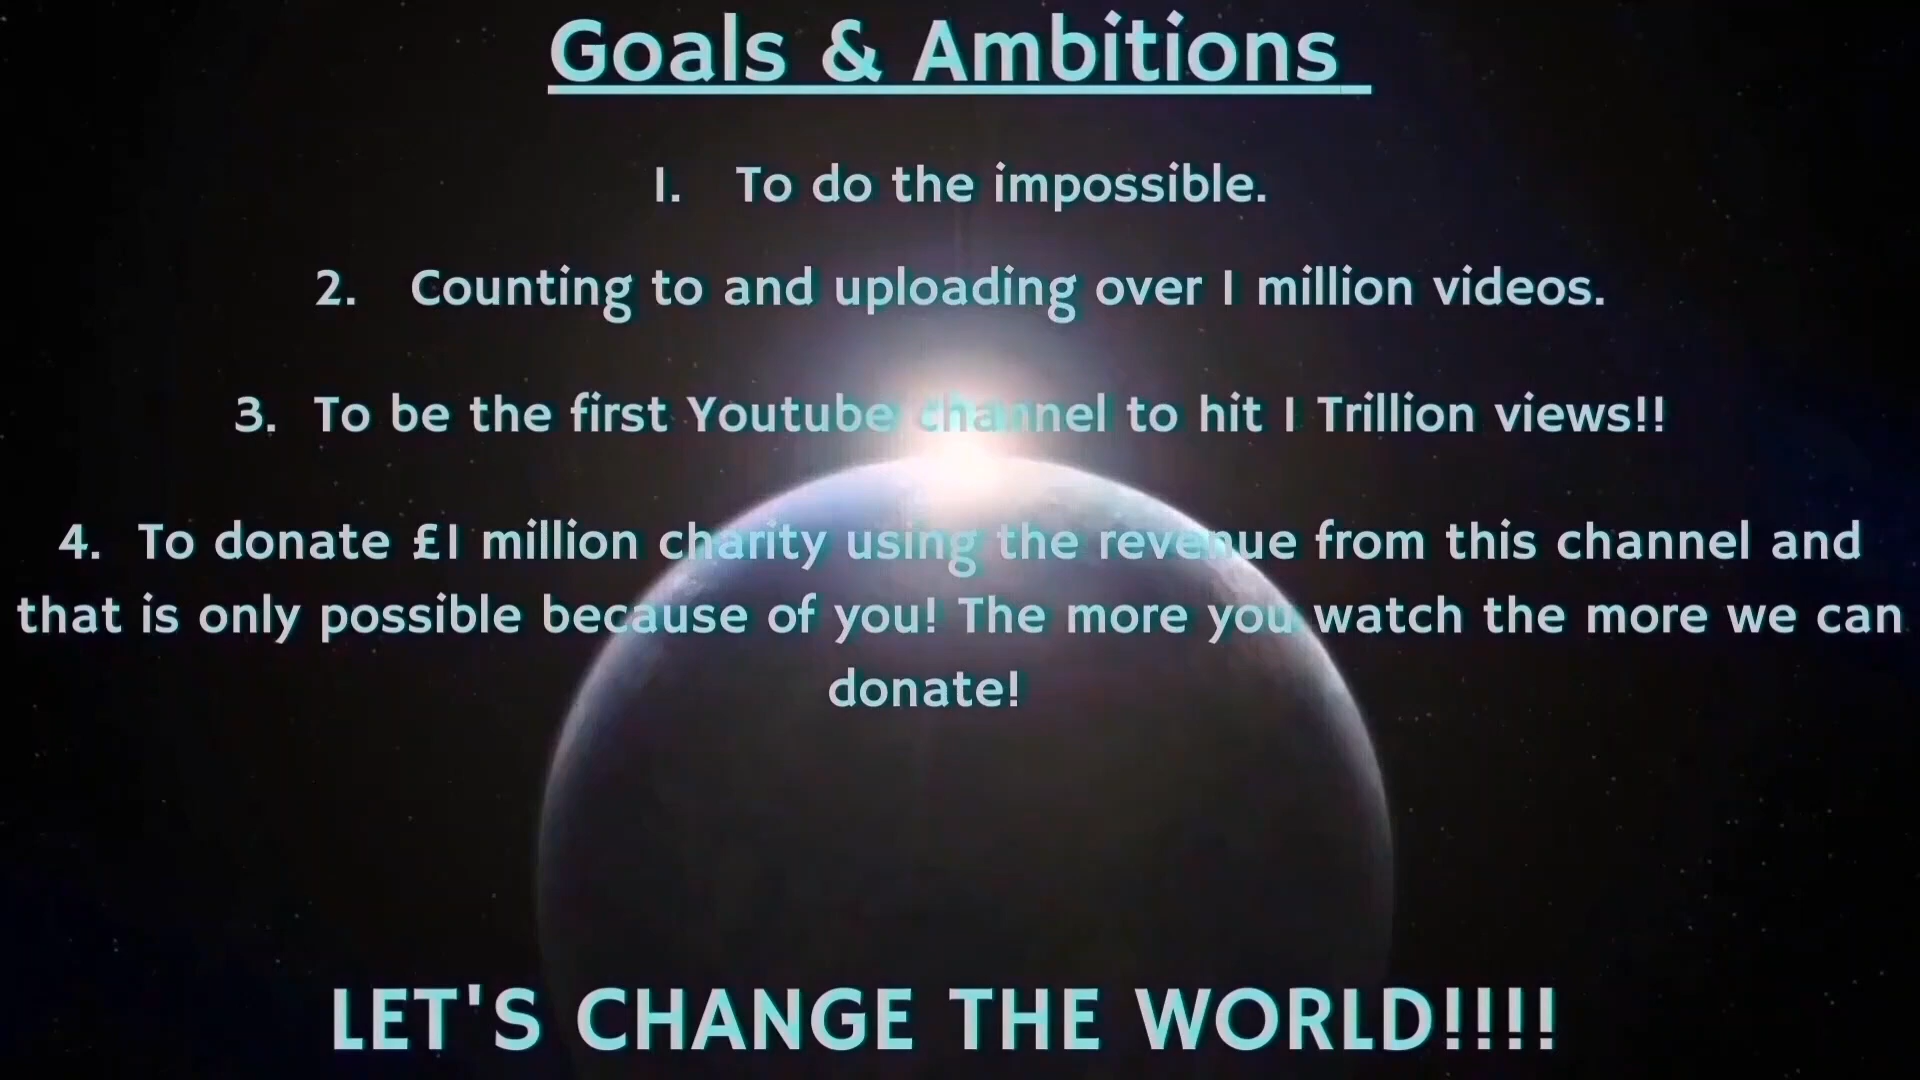 Goals & Ambitions
1. To do the impossible.
2. Counting to and uploading over 1 million videos.
3. To be the first Youtube channel to hit 1 Trillion views!!
4. To donate £1 million charity using the revenue from this channel and
that is only possible because of you! The more you watch the more we can
donate!
LET'S CHANGE THE WORLD!!!!